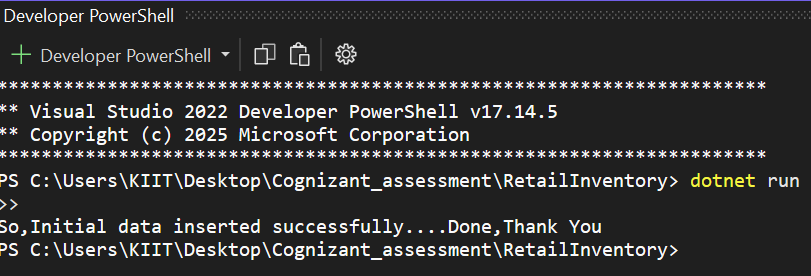 Developer PowerShell
+ Developer PowerShell
**********************************************************************
** Visual Studio 2022 Developer PowerShell v17.14.5
** Copyright (c) 2025 Microsoft Corporation
**********************************************************************
PS C:\Users\KIIT\Desktop\Cognizant_assessment\RetailInventory> dotnet run
>>
So,Initial data inserted successfully....Done,Thank You
PS C:\Users\KIIT\Desktop\Cognizant_assessment\RetailInventory>